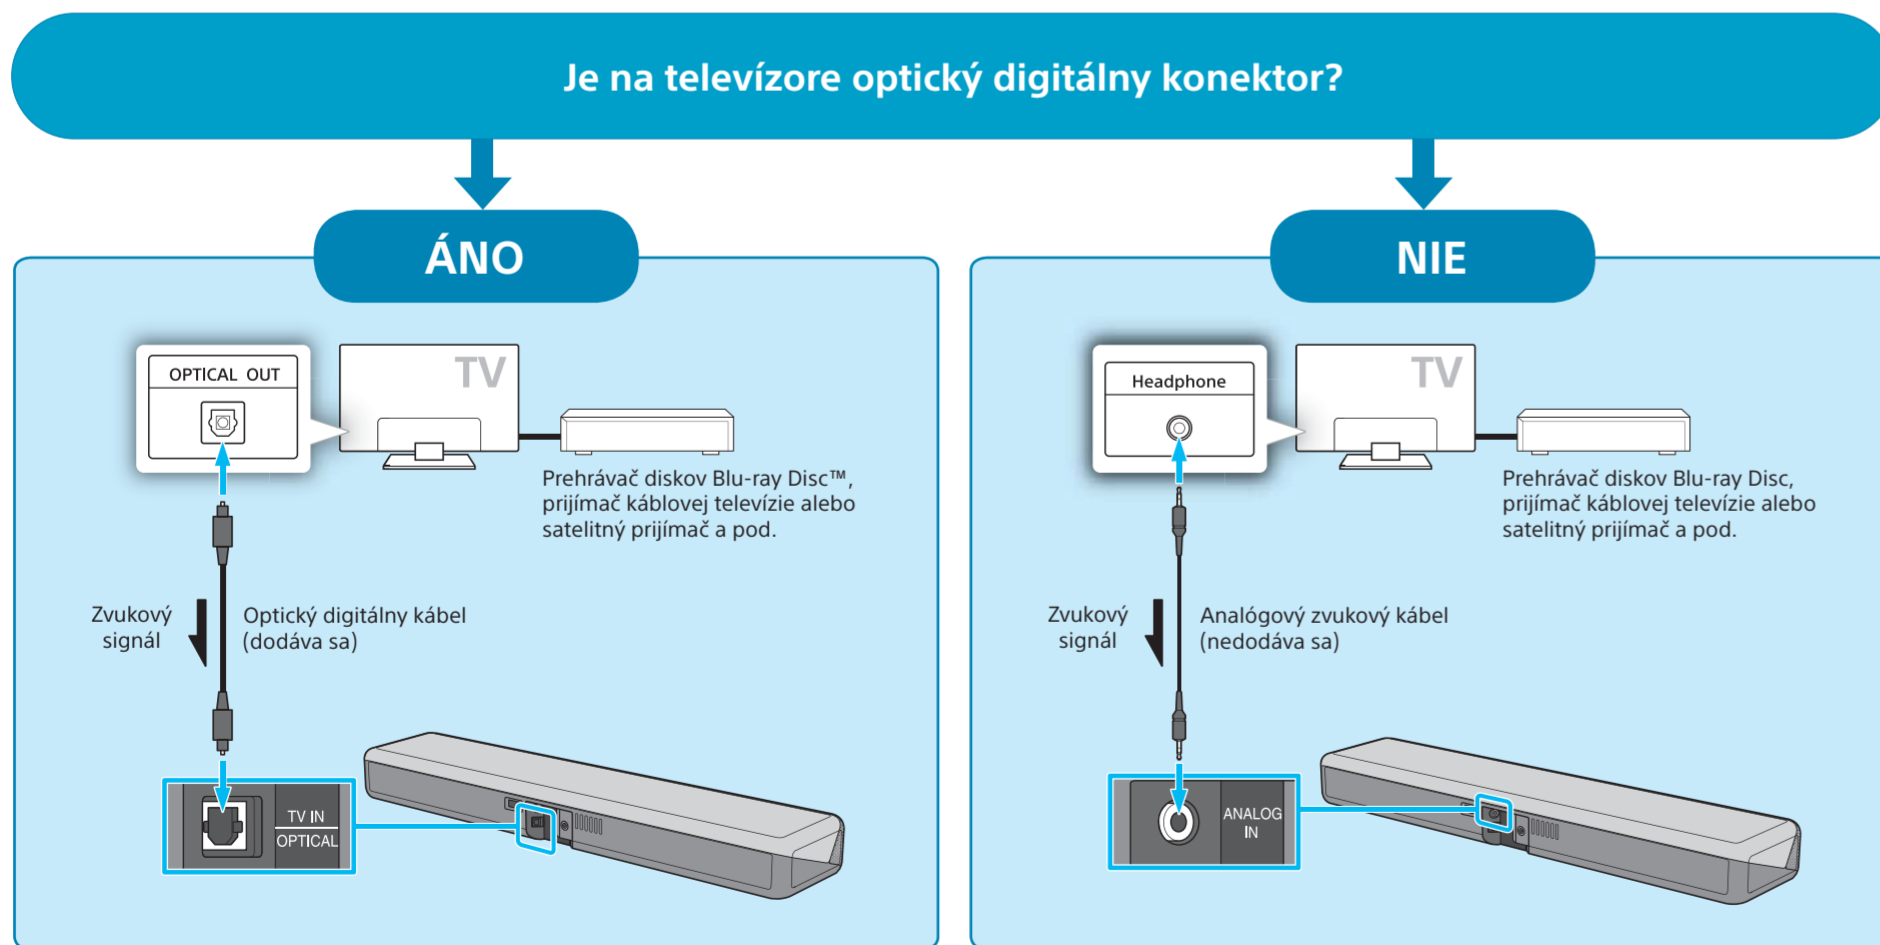 Je na televízore optický digitálny konektor?
ÁNO
OPTICAL OUT
TV
Prehrávač diskov Blu-ray Disc™,
prijímač káblovej televízie alebo
satelitný prijímač a pod.
Zvukový
signál
Optický digitálny kábel
(dodáva sa)
TV IN
OPTICAL
NIE
Headphone
TV
Prehrávač diskov Blu-ray Disc,
prijímač káblovej televízie alebo
satelitný prijímač a pod.
Zvukový
signál
Analógový zvukový kábel
(nedodáva sa)
ANALOG
IN